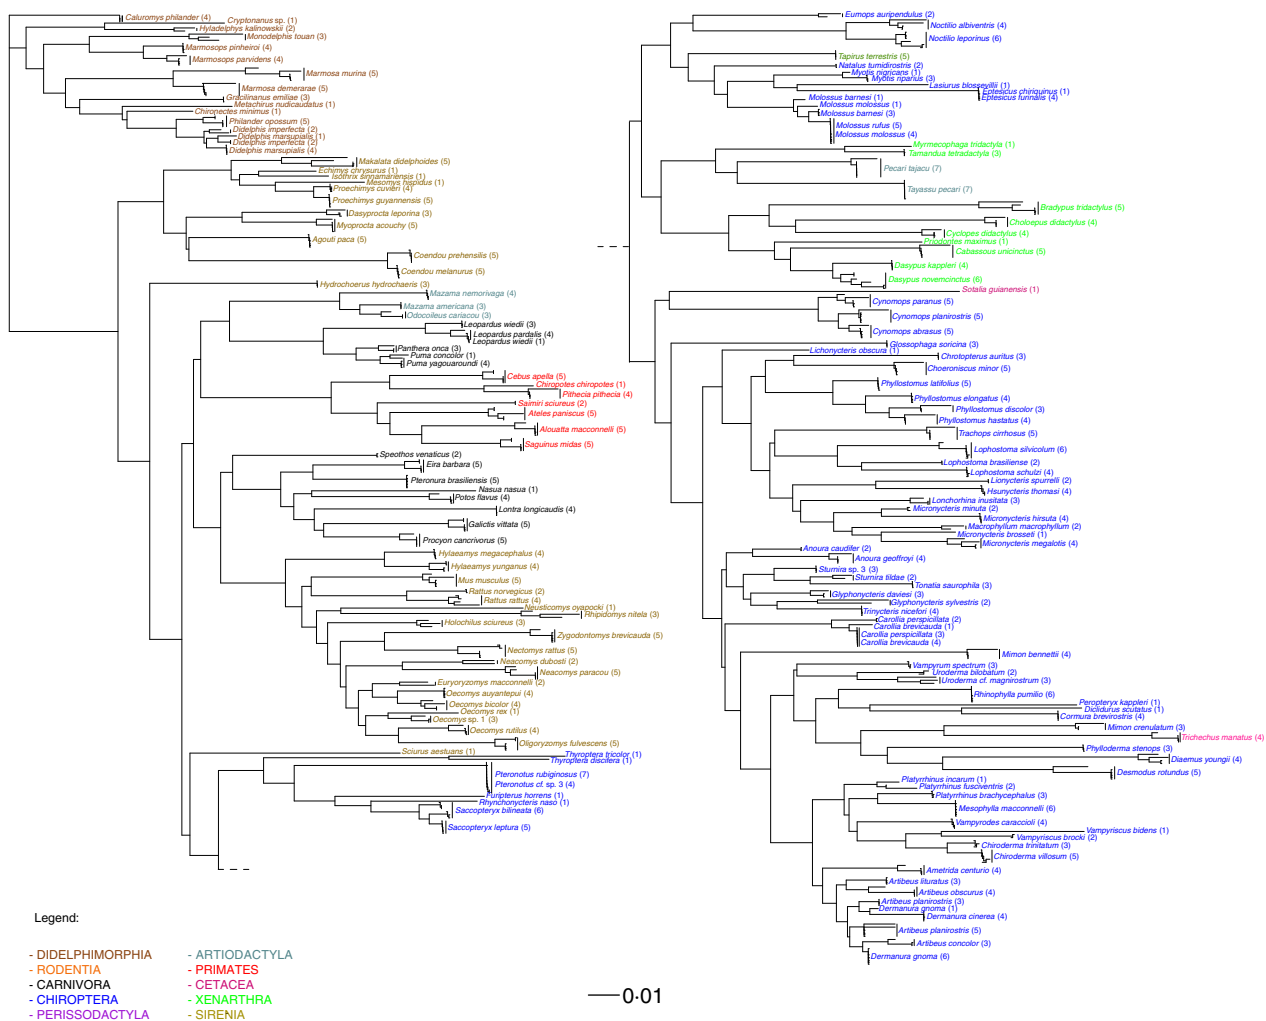 Caluromys philander (4)
Cryptonanus sp. (1)
Hyladelphys kalinowskii (2)
Monodelphis touan (3)
Marmosops pinheiroi (4)
Marmosops parvidens (4)
Marmosa murina (5)
Marmosa demerarae (5)
Gracilinanus emiliae (3)
Metachirus nudicaudatus (1)
Chironectes minimus (1)
Philander opossum (5)
Didelphis imperfecta (2)
Didelphis marsupialis (1)
Didelphis imperfecta (2)
Didelphis marsupialis (4)
Makalata didelphoides (5)
Echimys chrysurus (1)
Isothrix sinnamariensis (1)
Mesomys hispidus (1)
Proechimys cuvieri (4)
Proechimys guyannensis (5)
Dasyprocta leporina (3)
Myoprocta acouchy (5)
Agouti paca (5)
Coendou prehensilis (5)
Coendou melanurus (5)
Hydrochoerus hydrochaeris (3)
Mazama nemorivaga (4)
Mazama americana (3)
Odocoileus cariacou (3)
Leopardus wiedii (3)
Leopardus pardalis (4)
Leopardus wiedii (1)
Panthera onca (3)
Puma concolor (1)
Puma yagouaroundi (4)
Cebus apella (5)
Chiropotes chiropotes (1)
Pithecia pithecia (4)
Saimiri sciureus (2)
Ateles paniscus (5)
Alouatta macconnelli (5)
Saguinus midas (5)
Speothos venaticus (2)
Eira barbara (5)
Pteronura brasiliensis (5)
Nasua nasua (1)
Potos flavus (4)
Lontra longicaudis (4)
Galictis vittata (5)
Procyon cancrivorus (5)
Hylaeamys megacephalus (4)
Hylaeamys yunganus (4)
Mus musculus (5)
Rattus norvegicus (2)
Rattus rattus (4)
Neusticomys oyapocki (1)
Rhipidomys nitela (3)
Holochilus sciureus (3)
Zygodontomys brevicauda (5)
Nectomys rattus (5)
Neacomys dubosti (2)
Neacomys paracou (5)
Euryoryzomys macconnelli (2)
Oecomys auyantepui (4)
Oecomys bicolor (4)
Oecomys rex (1)
Oecomys sp. 1 (3)
Oecomys rutilus (4)
Oligoryzomys fulvescens (5)
Sciurus aestuans (1)
Thyroptera tricolor (1)
Thyroptera discifera (1)
Pteronotus rubiginosus (7)
Pteronotus cf. sp. 3 (4)
Furipterus horrens (1)
Rhynchonycteris naso (1)
Saccopteryx bilineata (6)
Saccopteryx leptura (5)
Eumops auripendulus (2)
Noctilio albiventris (4)
Noctilio leporinus (6)
Tapirus terrestris (5)
Natalus tumidirostris (2)
Myotis nigricans (1)
Myotis riparius (3)
Lasiurus blossevillii (1)
Eptesicus chiriquinus (1)
Eptesicus furinalis (4)
Molossus barnesi (1)
Molossus molossus (1)
Molossus barnesi (3)
Molossus rufus (5)
Molossus molossus (4)
Myrmecophaga tridactyla (1)
Tamandua tetradactyla (3)
Pecari tajacu (7)
Tayassu pecari (7)
Bradypus tridactylus (5)
Choloepus didactylus (4)
Cyclopes didactylus (4)
Priodontes maximus (1)
Cabassous unicinctus (5)
Dasypus kappleri (4)
Dasypus novemcinctus (6)
Sotalia guianensis (1)
Cynomops paranus (5)
Cynomops planirostris (5)
Cynomops abrasus (5)
Glossophaga soricina (3)
Lichonycteris obscura (1)
Chrotopterus auritus (3)
Choeroniscus minor (5)
Phyllostomus latifolius (5)
Phyllostomus elongatus (4)
Phyllostomus discolor (3)
Phyllostomus hastatus (4)
Trachops cirrhosus (5)
Lophostoma silvicolum (6)
Lophostoma brasiliense (2)
Lophostoma schulzi (4)
Lionycteris spurrelli (2)
Hsunycteris thomasi (4)
Lonchorhina inusitata (3)
Micronycteris minuta (2)
Micronycteris hirsuta (4)
Macrophyllum macrophyllum (2)
Micronycteris brosseti (1)
Micronycteris megalotis (4)
Anoura caudifer (2)
Anoura geoffroyi (4)
Sturnira sp. 3 (3)
Sturnira tildae (2)
Tonatia saurophila (3)
Glyphonycteris daviesi (3)
Glyphonycteris sylvestris (2)
Trinycteris nicefori (4)
Carollia perspicillata (2)
Carollia brevicauda (1)
Carollia perspicillata (3)
Carollia brevicauda (4)
Mimon bennettii (4)
Vampyrum spectrum (3)
Uroderma bilobatum (2)
Uroderma cf. magnirostrum (3)
Rhinophylla pumilio (6)
Peropteryx kappleri (1)
Diclidurus scutatus (1)
Cormura brevirostris (4)
Mimon crenulatum (3)
Trichechus manatus (4)
Phylloderma stenops (3)
Diaemus youngii (4)
Desmodus rotundus (5)
Platyrrhinus incarum (1)
Platyrrhinus fusciventris (2)
Platyrrhinus brachycephalus (3)
Mesophylla macconnelli (6)
Vampyrodes caraccioli (4)
Vampyriscus bidens (1)
Vampyriscus brocki (2)
Chiroderma trinitatum (3)
Chiroderma villosum (5)
Ametrida centurio (4)
Artibeus lituratus (3)
Artibeus obscurus (4)
Artibeus planirostris (3)
Dermanura gnoma (1)
Dermanura cinerea (4)
Artibeus planirostris (5)
Artibeus concolor (3)
Dermanura gnoma (6)
Legend:
- DIDELPHIMORPHIA
- RODENTIA
- CARNIVORA
- CHIROPTERA
- PERISSODACTYLA
- ARTIODACTYLA
- PRIMATES
- CETACEA
- XENARTHRA
- SIRENIA
0·01